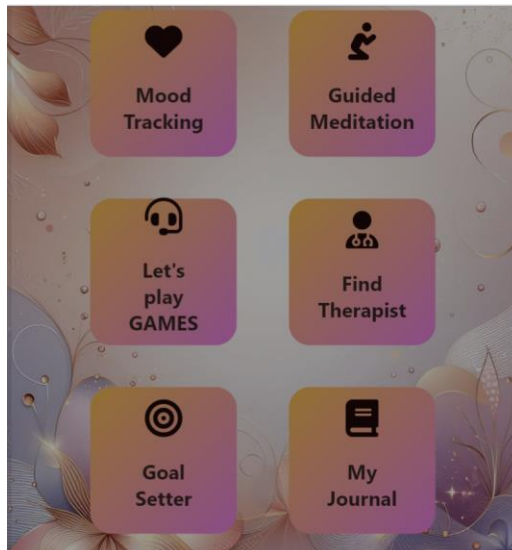 Mood
Tracking
Guided
Meditation
Let's
play
GAMES
Find
Therapist
Goal
Setter
My
Journal